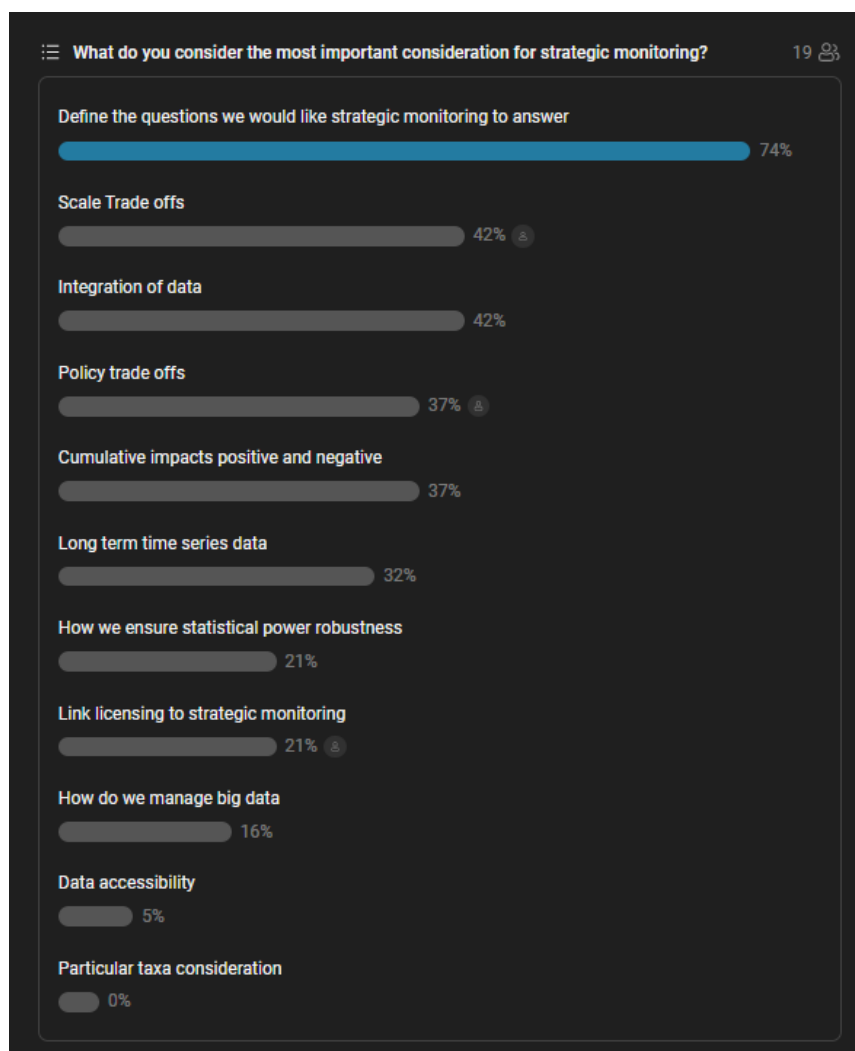 What do you consider the most important consideration for strategic monitoring? 19
Define the questions we would like strategic monitoring to answer
74%
Scale Trade offs
42%
Integration of data
42%
Policy trade offs
37%
Cumulative impacts positive and negative
37%
Long term time series data
32%
How we ensure statistical power robustness
21%
Link licensing to strategic monitoring
21%
How do we manage big data
16%
Data accessibility
5%
Particular taxa consideration
0%